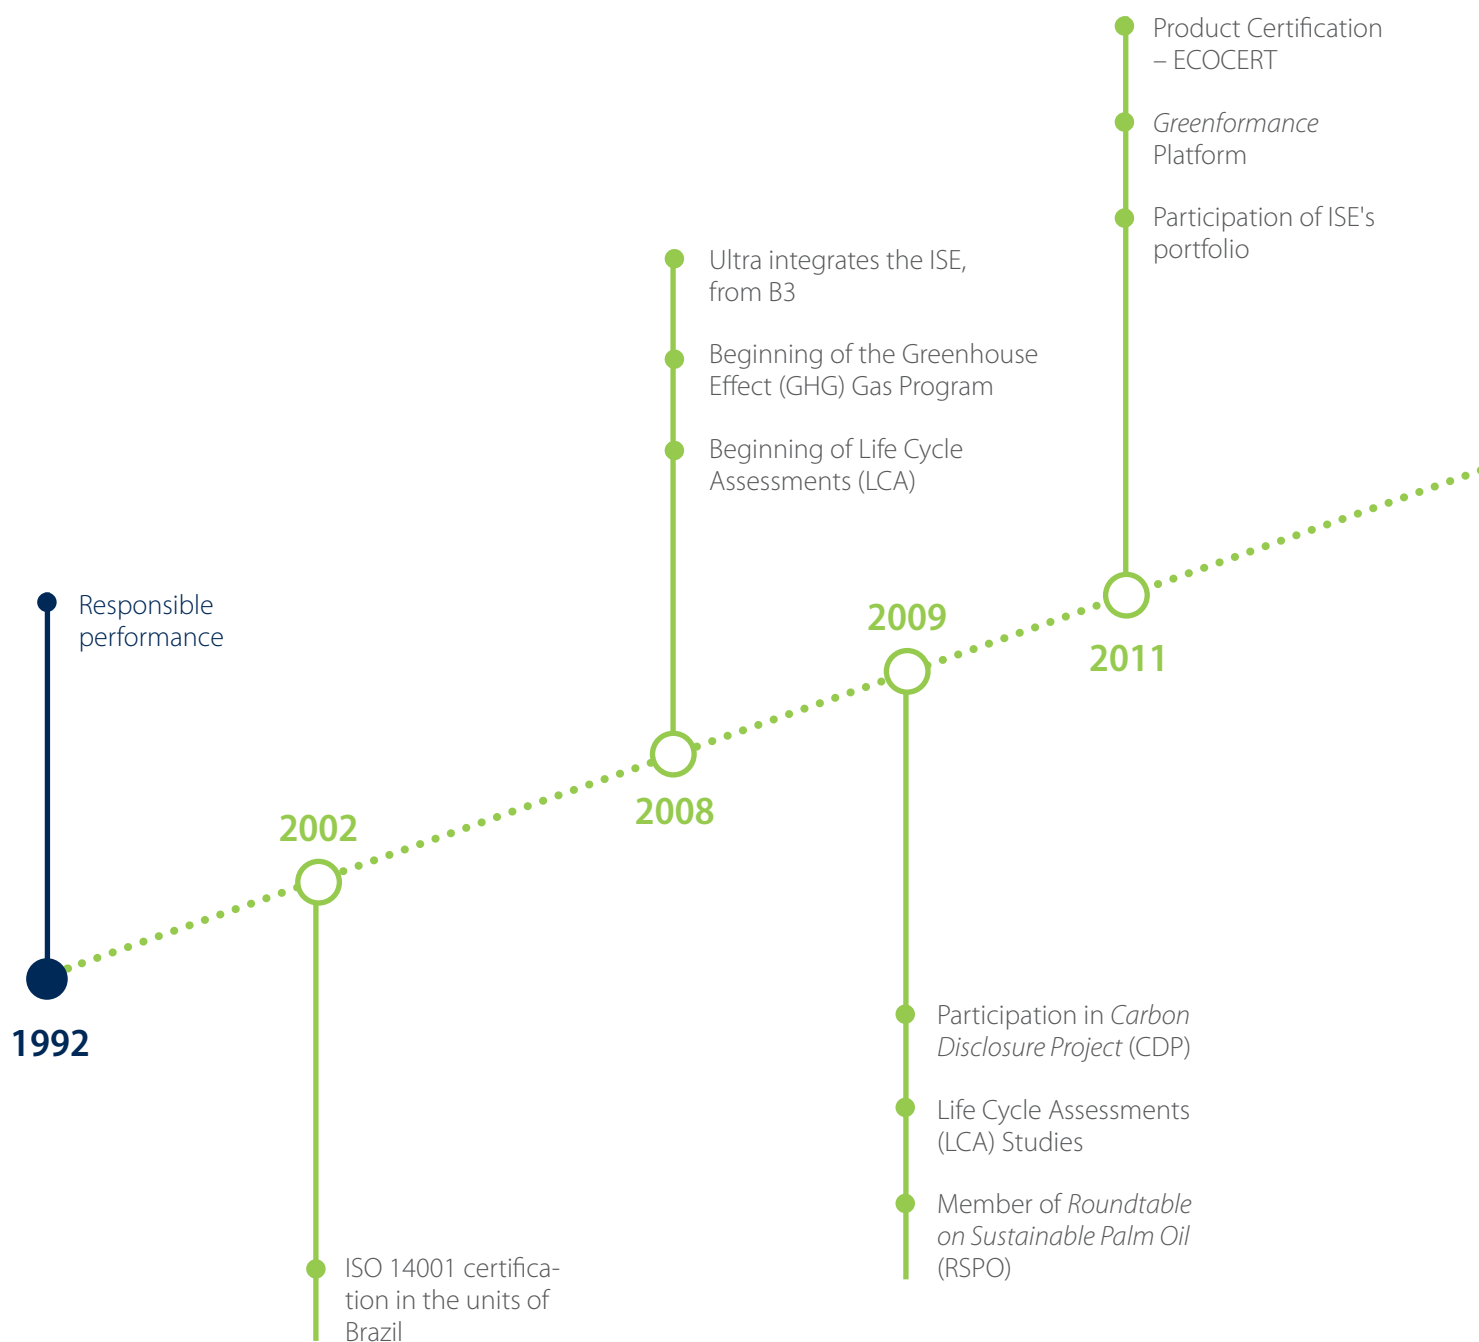 Responsible
performance
1992
2002
ISO 14001 certifica-
tion in the units of
Brazil
Ultra integrates the ISE,
from B3
Beginning of the Greenhouse
Effect (GHG) Gas Program
Beginning of Life Cycle
Assessments (LCA)
2008
2009
Participation in Carbon
Disclosure Project (CDP)
Life Cycle Assessments
(LCA) Studies
Member of Roundtable
on Sustainable Palm Oil
(RSPO)
Product Certification
– ECOCERT
Greenformance
Platform
Participation of ISE's
portfolio
2011